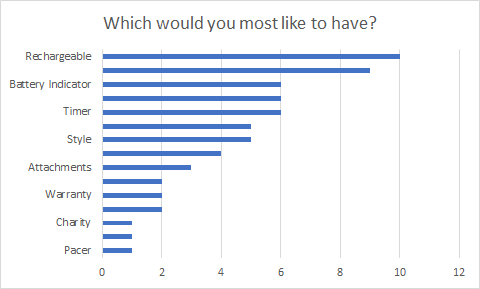 Which would you most like to have?
Rechargeable
Battery Indicator
Timer
Style
Attachments
Warranty
Charity
Pacer
0 2 4 6 8 10 12